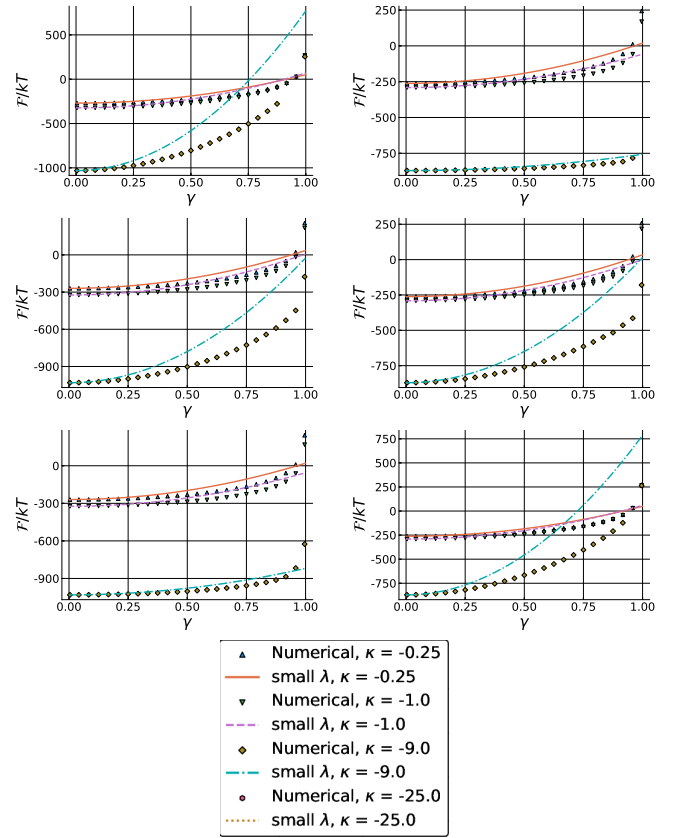 500
0
-500
-1000
F/kT
0.00 0.25 0.50 0.75 1.00
γ
250
0
-250
-500
-750
F/kT
0.00 0.25 0.50 0.75 1.00
γ
0
-300
-600
-900
F/kT
0.00 0.25 0.50 0.75 1.00
γ
250
0
-250
-500
-750
F/kT
0.00 0.25 0.50 0.75 1.00
γ
0
-300
-600
-900
F/kT
0.00 0.25 0.50 0.75 1.00
γ
750
500
250
0
-250
-500
-750
F/kT
0.00 0.25 0.50 0.75 1.00
γ
Numerical, κ = -0.25
small λ, κ = -0.25
Numerical, κ = -1.0
small λ, κ = -1.0
Numerical, κ = -9.0
small λ, κ = -9.0
Numerical, κ = -25.0
small λ, κ = -25.0